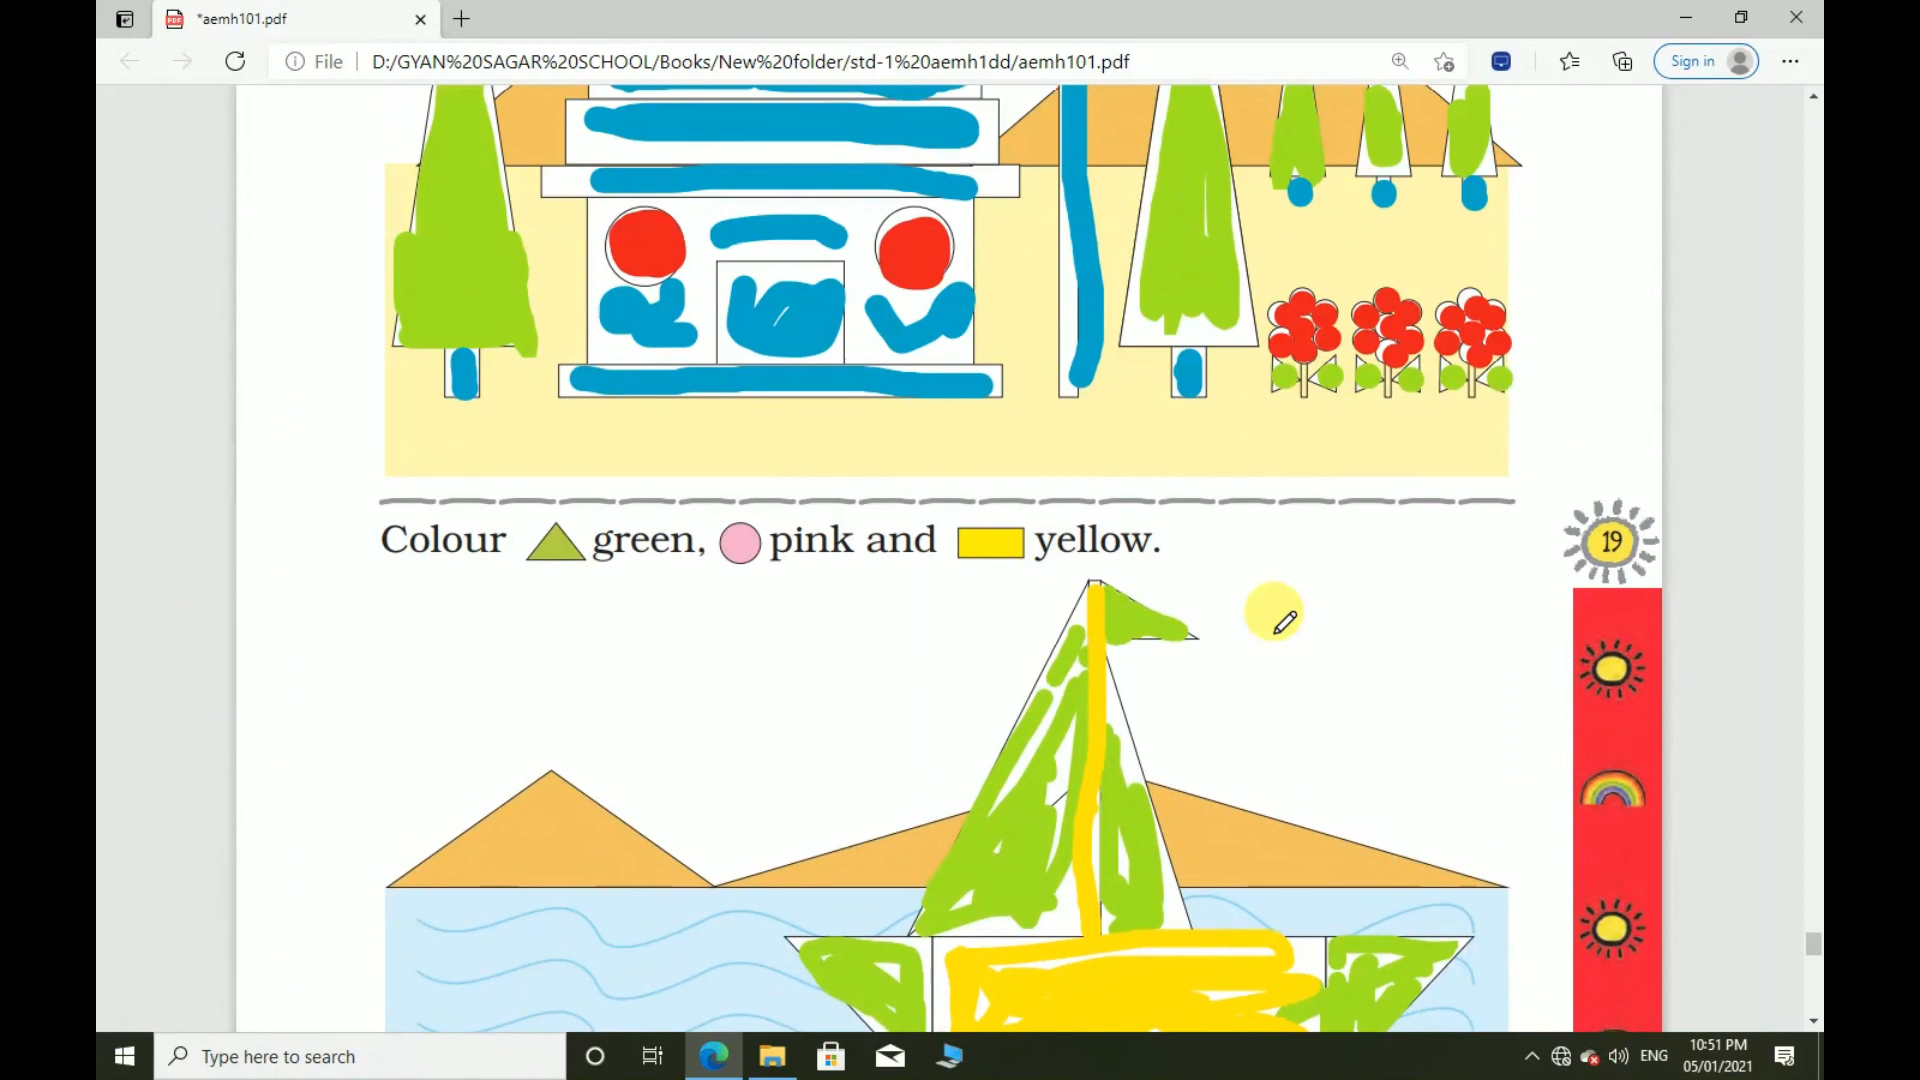 *aemh101.pdf
File D:/GYAN%20SAGAR%20SCHOOL/Books/New%20folder/std-1%20aemh1dd/aemh101.pdf
Sign in
Colour green, pink and yellow.
19
Type here to search
ENG
10:51 PM
05/01/2021